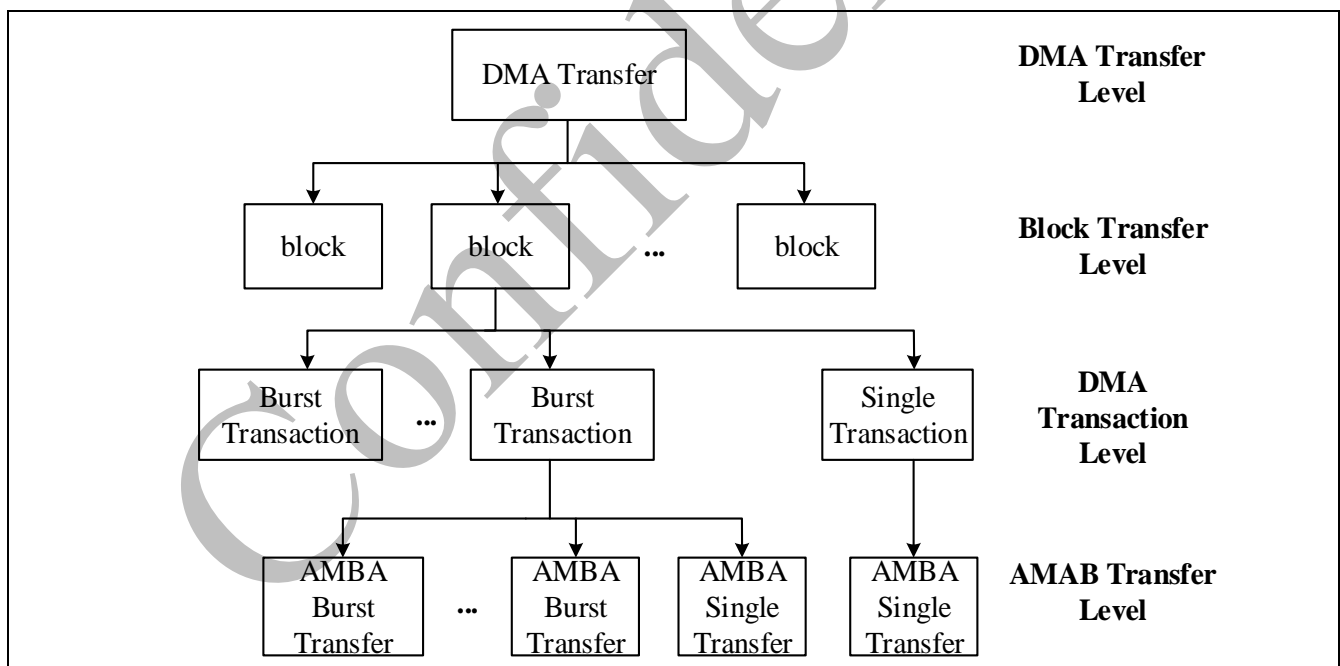 DMA Transfer
DMA Transfer
Level
block
block
...
block
Block Transfer
Level
Burst
Transaction
...
Burst
Transaction
Single
Transaction
DMA
Transaction
Level
AMBA
Burst
Transfer
...
AMBA
Burst
Transfer
AMBA
Single
Transfer
AMBA
Single
Transfer
AMAB Transfer
Level
Confide